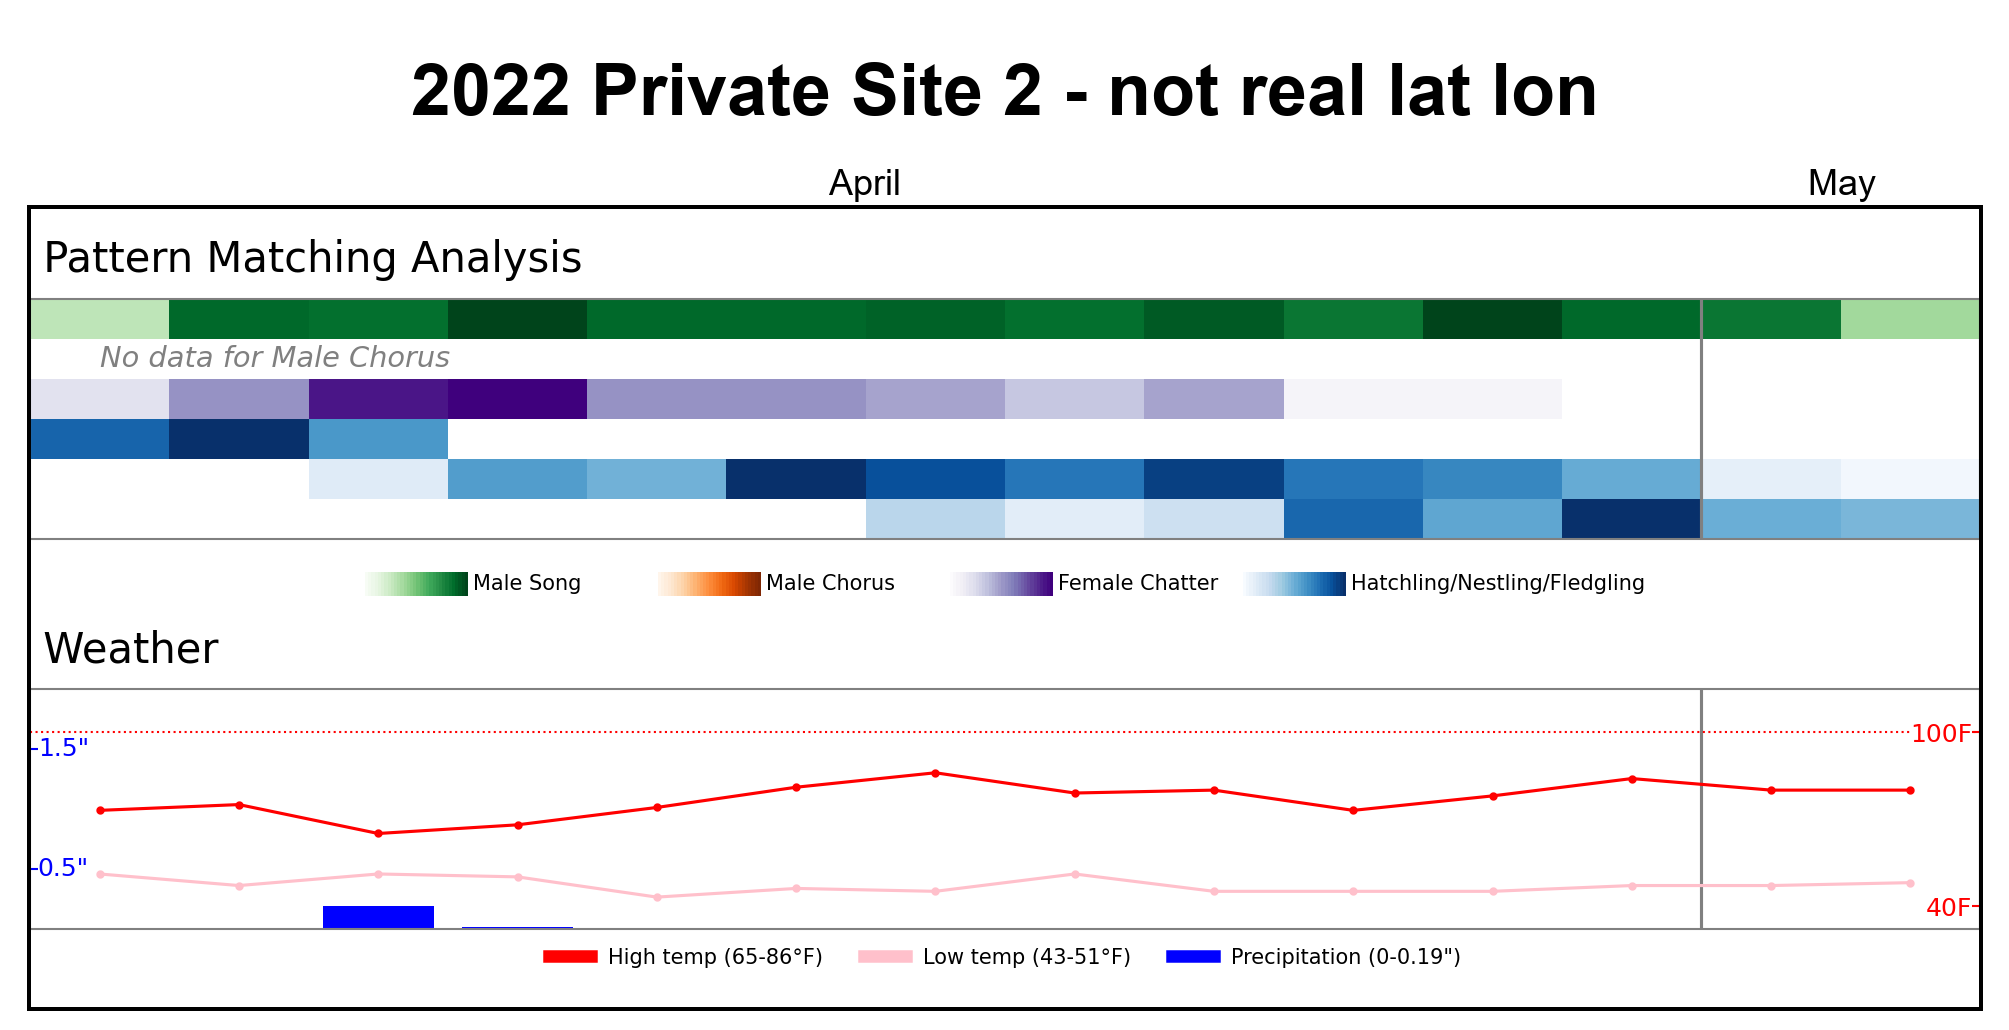 2022 Private Site 2 - not real lat lon
April May
Pattern Matching Analysis
No data for Male Chorus
Male Song Male Chorus Female Chatter Hatchling/Nestling/Fledgling
Weather
1.5" 100F
0.5" 40F
High temp (65-86°F) Low temp (43-51°F) Precipitation (0-0.19")